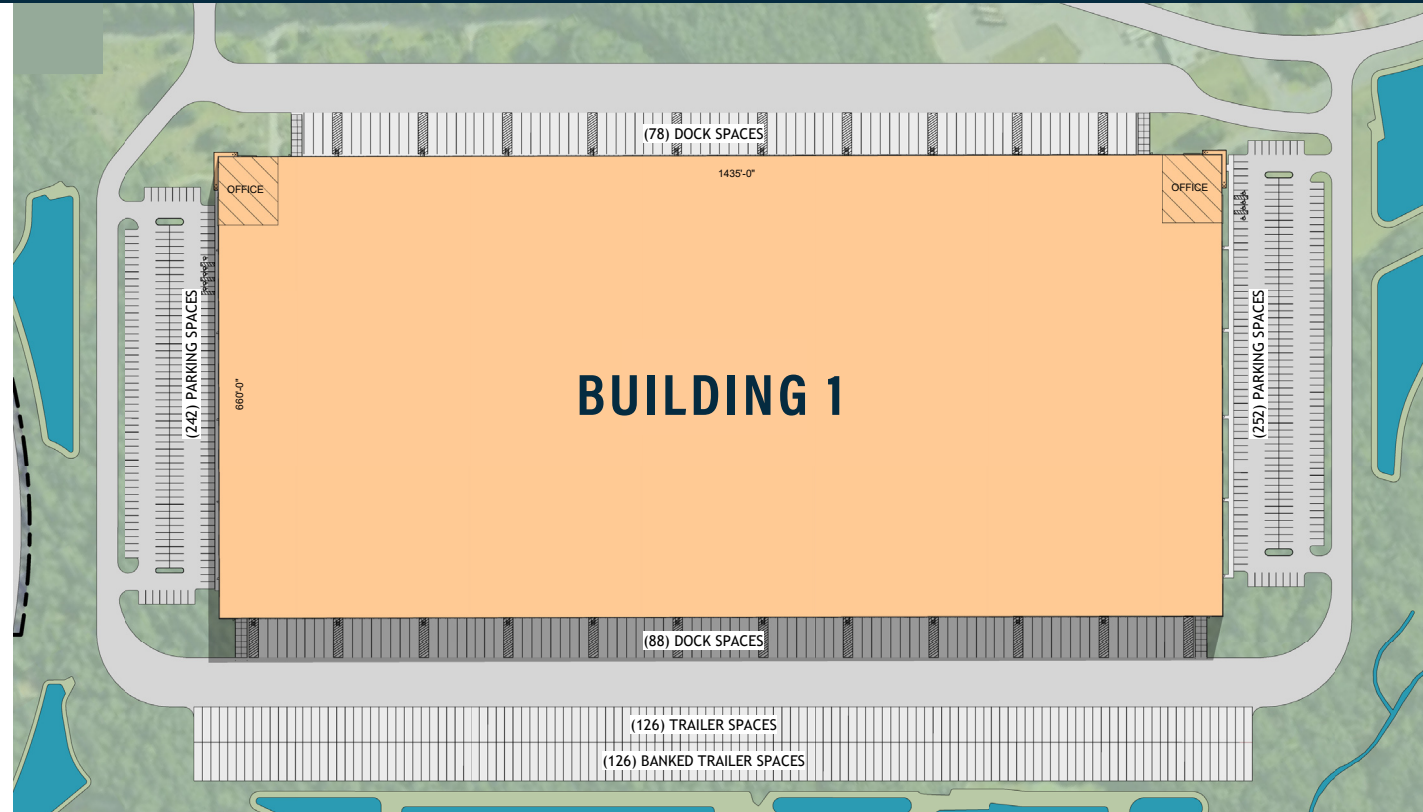 (78) DOCK SPACES
1435'-0"
OFFICE
OFFICE
(242) PARKING SPACES
660'-0"
BUILDING 1
(252) PARKING SPACES
(88) DOCK SPACES
(126) TRAILER SPACES
(126) BANKED TRAILER SPACES